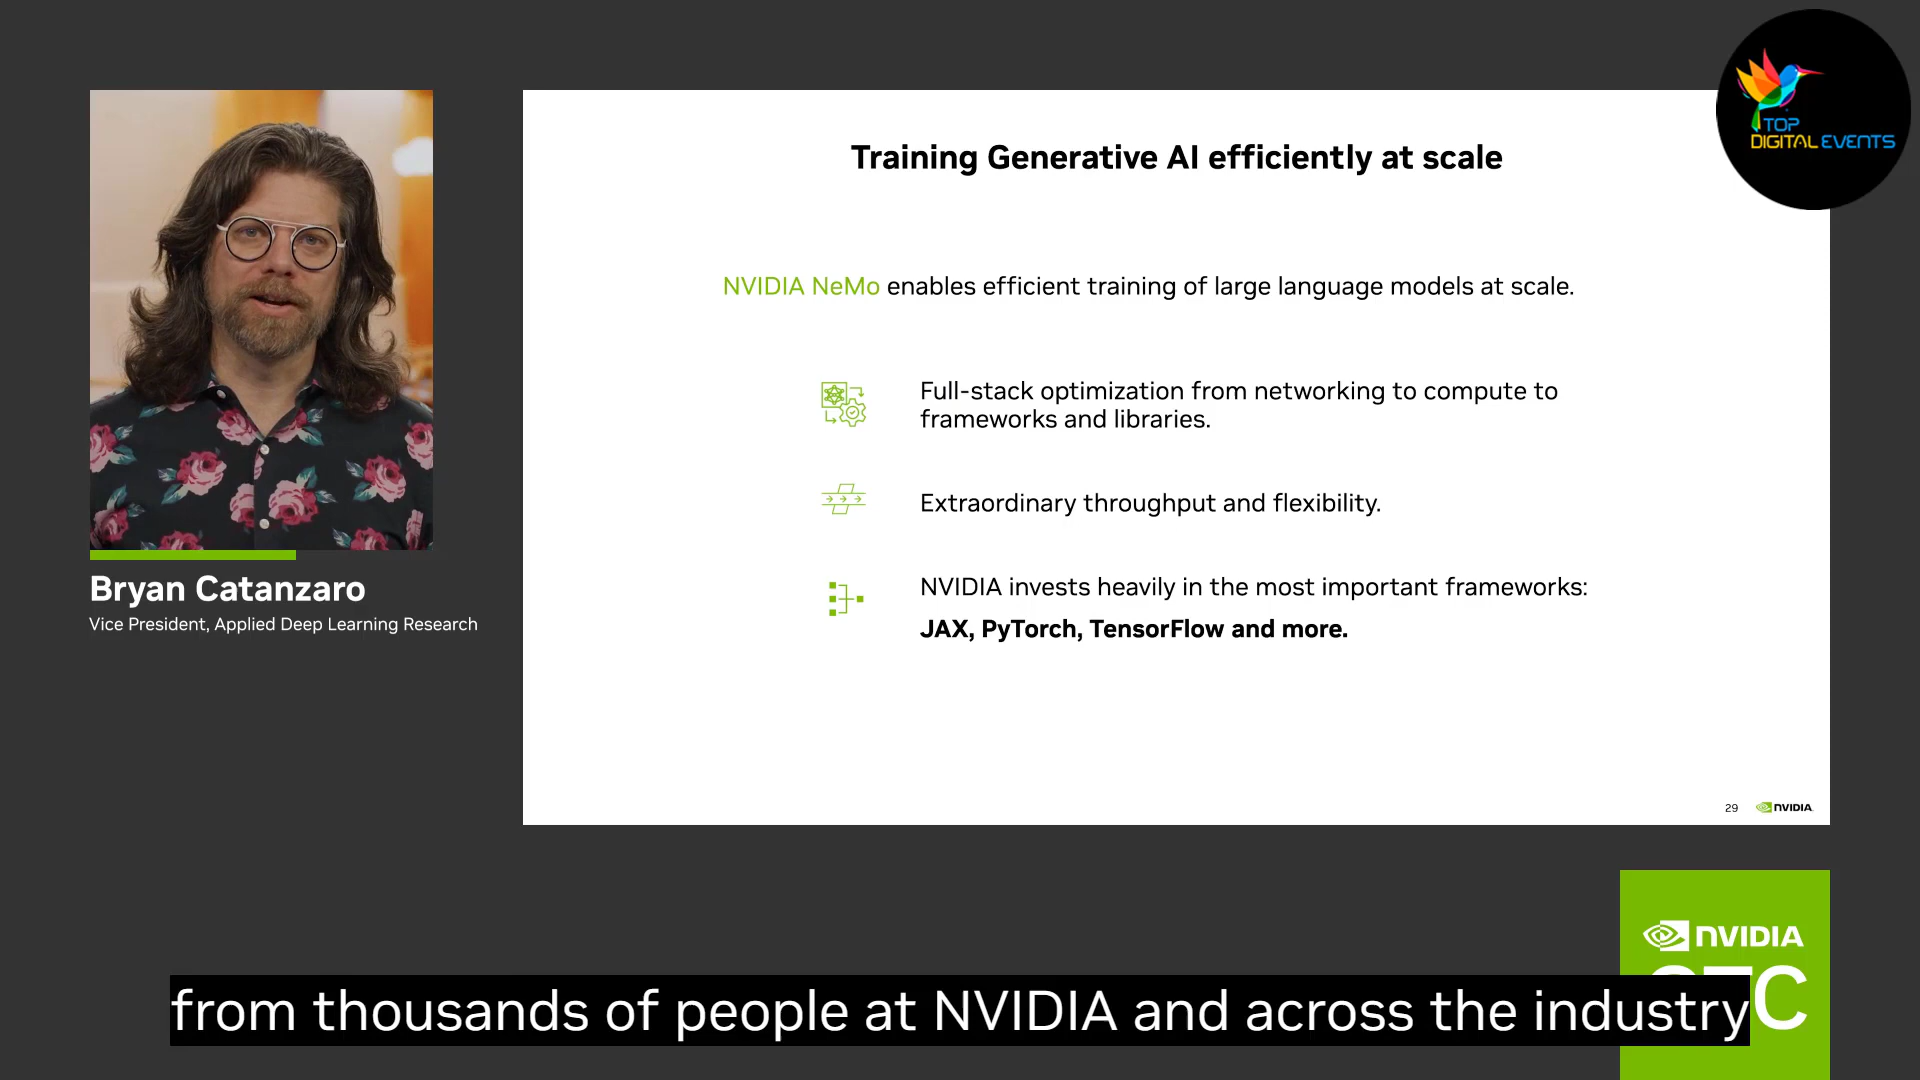 TOP
DIGITAL EVENTS
Training Generative AI efficiently at scale
NVIDIA NeMo enables efficient training of large language models at scale.
Full-stack optimization from networking to compute to
frameworks and libraries.
Extraordinary throughput and flexibility.
NVIDIA invests heavily in the most important frameworks:
JAX, PyTorch, TensorFlow and more.
29 NVIDIA
Bryan Catanzaro
Vice President, Applied Deep Learning Research
NVIDIA
from thousands of people at NVIDIA and across the industry